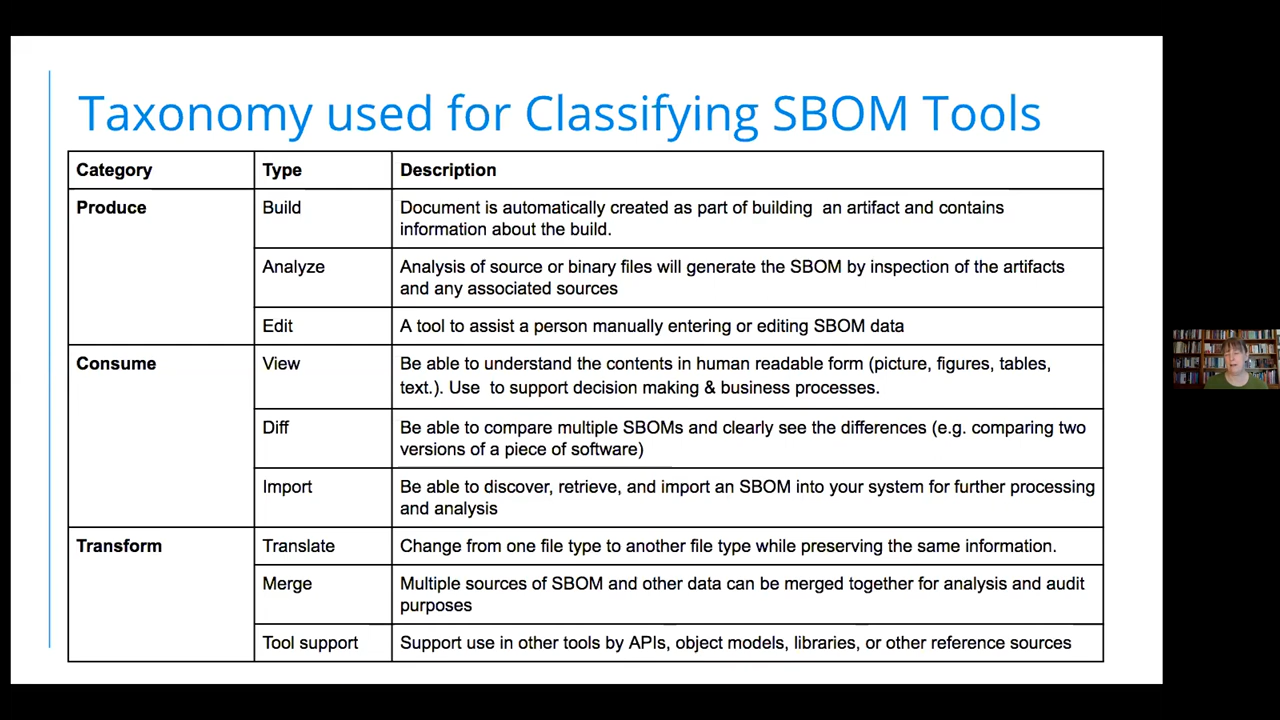 Taxonomy used for Classifying SBOM Tools
Category Type Description
Produce Build Document is automatically created as part of building an artifact and contains
information about the build.
Analyze Analysis of source or binary files will generate the SBOM by inspection of the artifacts
and any associated sources
Edit A tool to assist a person manually entering or editing SBOM data
Consume View Be able to understand the contents in human readable form (picture, figures, tables,
text.). Use to support decision making & business processes.
Diff Be able to compare multiple SBOMs and clearly see the differences (e.g. comparing two
versions of a piece of software)
Import Be able to discover, retrieve, and import an SBOM into your system for further processing
and analysis
Transform Translate Change from one file type to another file type while preserving the same information.
Merge Multiple sources of SBOM and other data can be merged together for analysis and audit
purposes
Tool support Support use in other tools by APIs, object models, libraries, or other reference sources